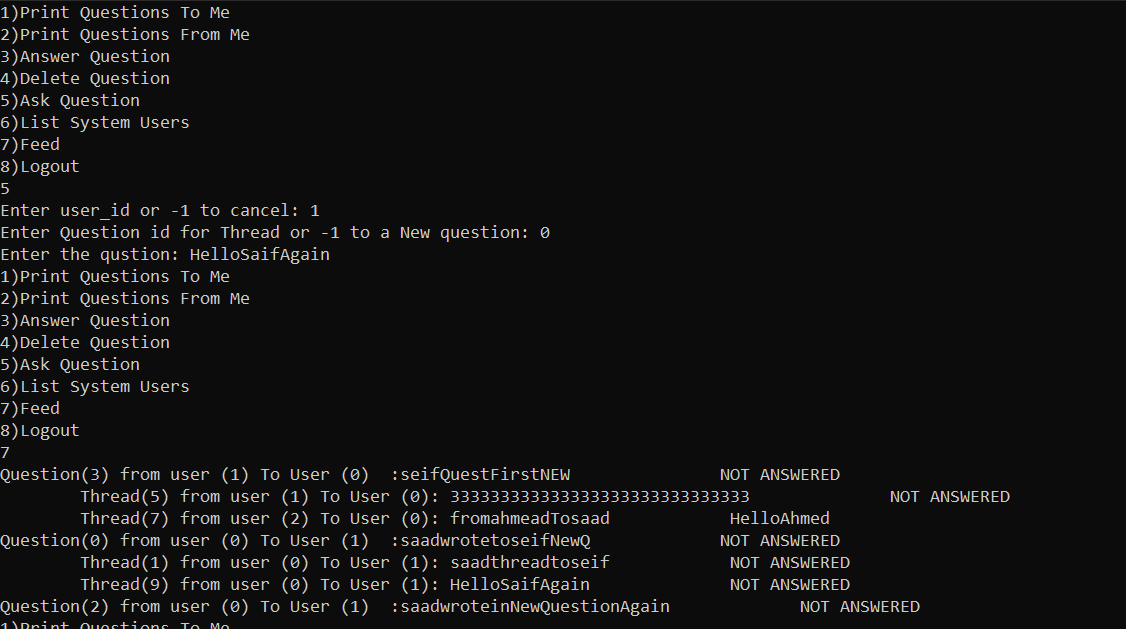 1)Print Questions To Me
2)Print Questions From Me
3)Answer Question
4)Delete Question
5)Ask Question
6)List System Users
7)Feed
8)Logout
5
Enter user_id or -1 to cancel: 1
Enter Question id for Thread or -1 to a New question: 0
Enter the qustion: HelloSaifAgain
1)Print Questions To Me
2)Print Questions From Me
3)Answer Question
4)Delete Question
5)Ask Question
6)List System Users
7)Feed
8)Logout
7
Question(3) from user (1) To User (0)  :seifQuestFirstNEW               NOT ANSWERED
        Thread(5) from user (1) To User (0): 333333333333333333333333333333              NOT ANSWERED
        Thread(7) from user (2) To User (0): fromahmeadTosaad            HelloAhmed
Question(0) from user (0) To User (1)  :saadwrotetoseifNewQ             NOT ANSWERED
        Thread(1) from user (0) To User (1): saadthreadtoseif            NOT ANSWERED
        Thread(9) from user (0) To User (1): HelloSaifAgain              NOT ANSWERED
Question(2) from user (0) To User (1)  :saadwroteinNewQuestionAgain             NOT ANSWERED
1)Print Questions To Me